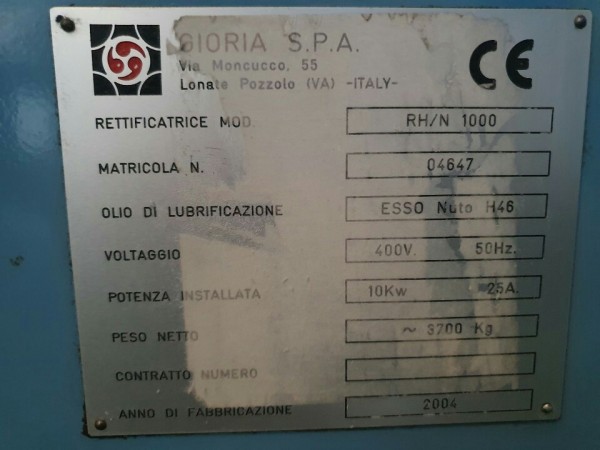 GIORIA S.P.A.
Via Moncucco, 55
Lonate Pozzolo (VA) -ITALY-
CE
RETTIFICATRICE MOD. RH/N 1000
MATRICOLA N. 04647
OLIO DI LUBRIFICAZIONE ESSO Nuto H46
VOLTAGGIO 400V. 50Hz.
POTENZA INSTALLATA 10Kw 25A.
PESO NETTO ~ 3700 Kg
CONTRATTO NUMERO
ANNO DI FABBRICAZIONE 2004